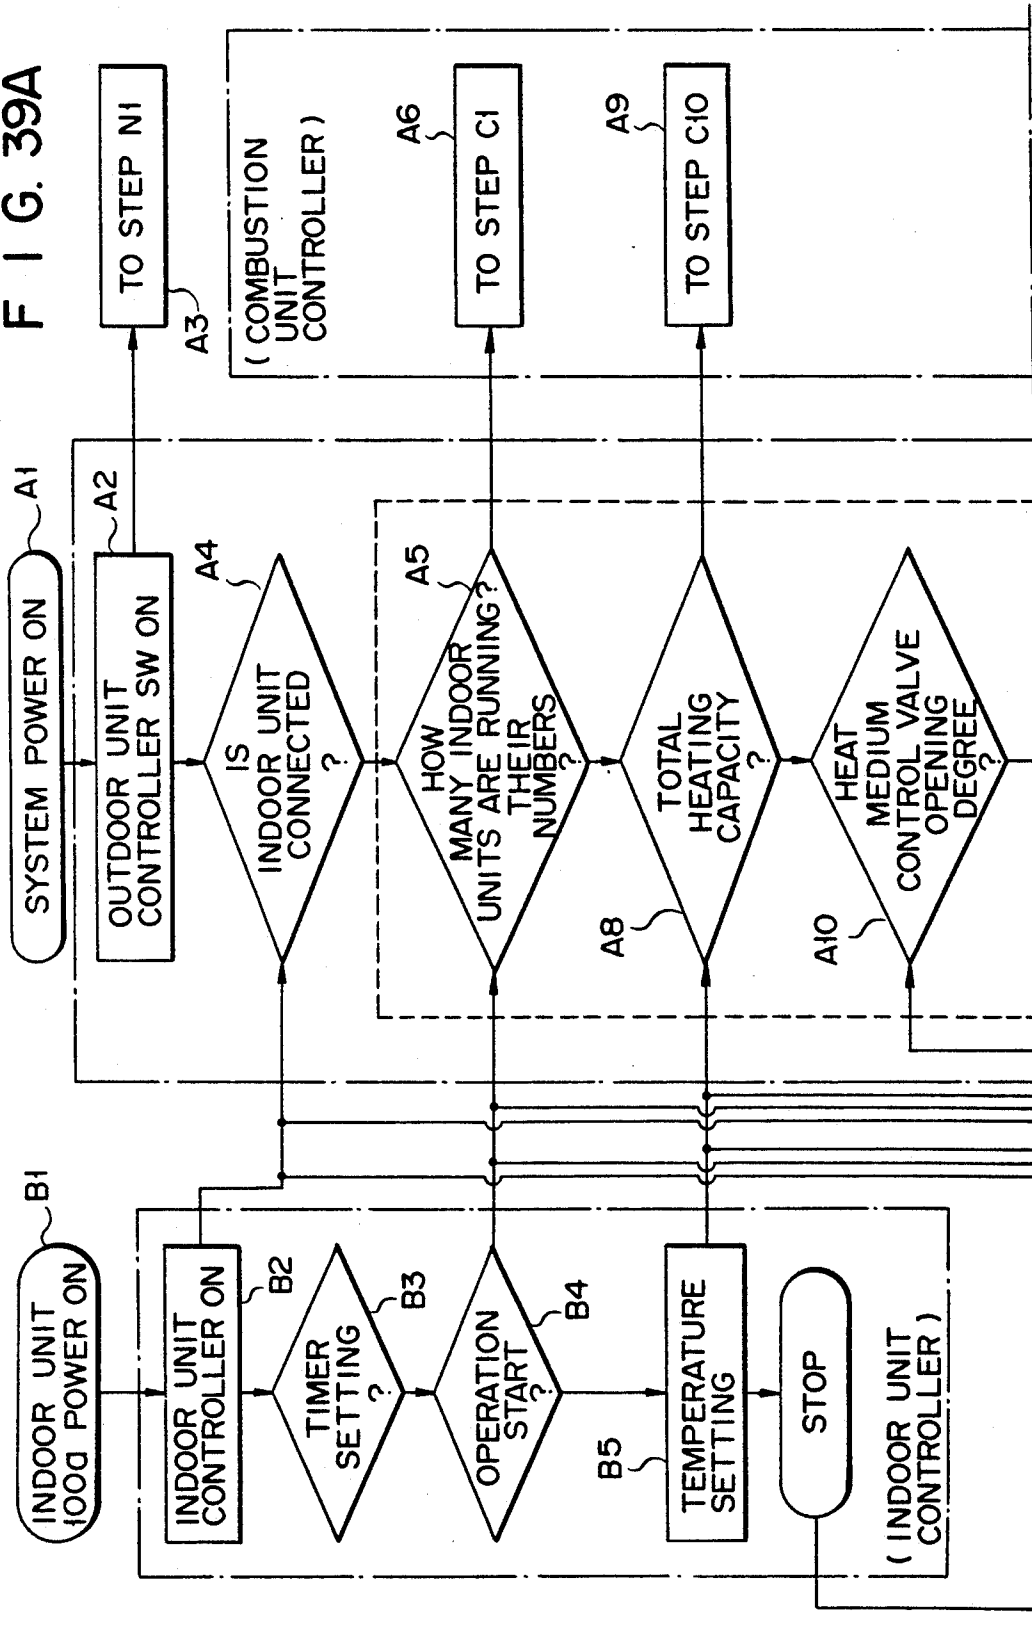 F I G. 39A
INDOOR UNIT
100a POWER ON
B1
INDOOR UNIT
CONTROLLER ON
B2
TIMER
SETTING
?
B3
OPERATION
START
?
B4
TEMPERATURE
SETTING
B5
STOP
( INDOOR UNIT
CONTROLLER )
SYSTEM POWER ON
A1
OUTDOOR UNIT
CONTROLLER SW ON
A2
TO STEP N1
A3
IS
INDOOR UNIT
CONNECTED
?
A4
HOW
MANY INDOOR
UNITS ARE RUNNING?
THEIR
NUMBERS
?
A5
TOTAL
HEATING
CAPACITY
?
A8
HEAT
MEDIUM
CONTROL VALVE
OPENING
DEGREE
?
A10
( COMBUSTION
UNIT
CONTROLLER )
TO STEP C1
A6
TO STEP C10
A9